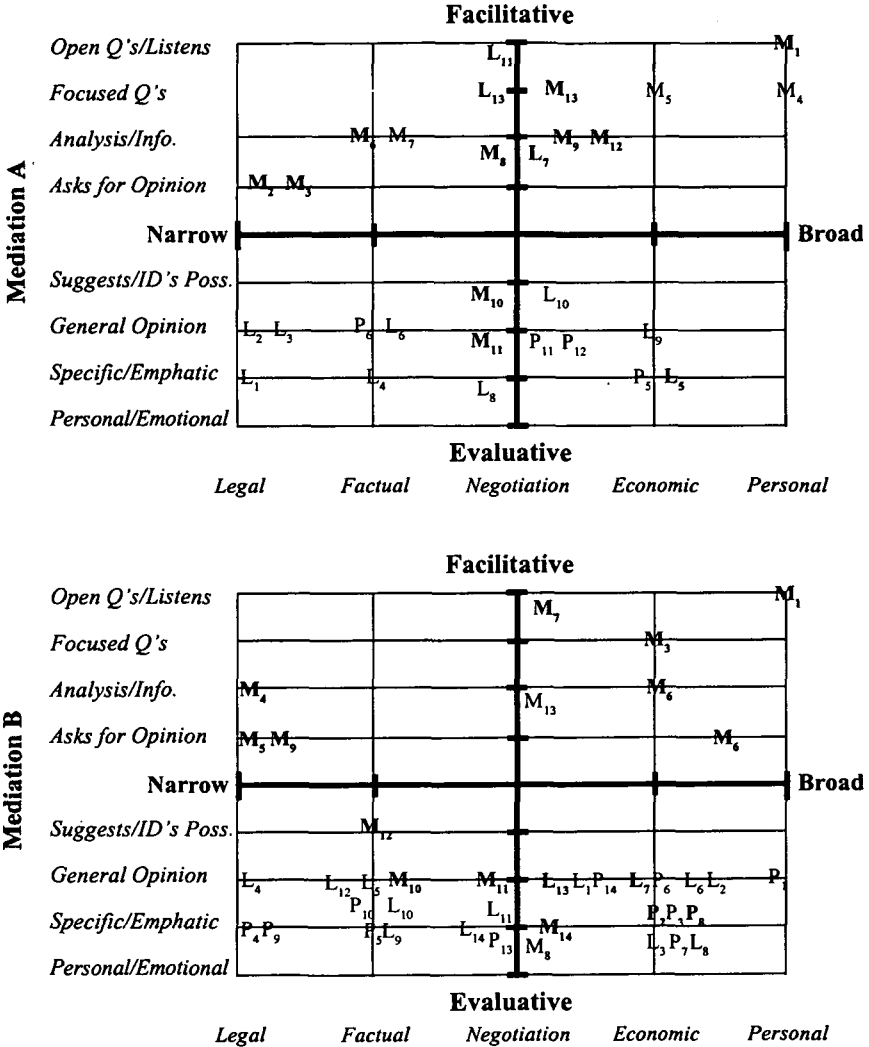 Facilitative
Open Q's/Listens L₁₁ M₁
Focused Q's L₁₃ M₁₃ M₅ M₄
Analysis/Info. M₆ M₇ M₉ M₁₂
M₈ L₇
Asks for Opinion M₂ M₃
Mediation A
Narrow Broad
Suggests/ID's Poss.
M₁₀ L₁₀
General Opinion L₂ L₃ P₆ L₆ L₉
M₁₁ P₁₁ P₁₂
Specific/Emphatic L₁ L₄ P₅ L₅
L₈
Personal/Emotional
Evaluative
Legal Factual Negotiation Economic Personal
Facilitative
Open Q's/Listens M₁
M₇
Focused Q's M₃
Analysis/Info. M₄ M₆
M₁₃
Asks for Opinion M₅ M₉ M₆
Mediation B
Narrow Broad
Suggests/ID's Poss. M₁₂
General Opinion L₄ L₁₂ L₅ M₁₀ M₁₁ L₁₃ L₁ P₁₄ L₇ P₆ L₆ L₂ P₁
P₁₀ L₁₀ L₁₁ P₂ P₃ P₈
Specific/Emphatic P₄ P₉ P₅ L₉ L₁₄ M₁₄
P₁₃ M₈ L₃ P₇ L₈
Personal/Emotional
Evaluative
Legal Factual Negotiation Economic Personal